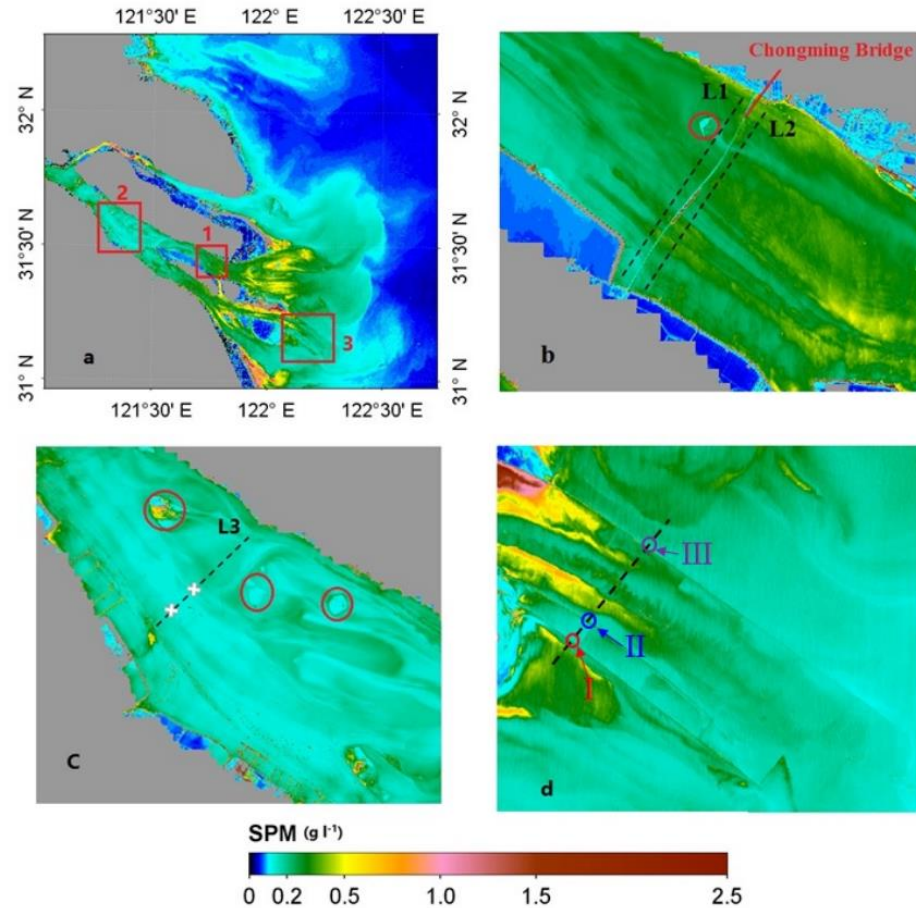 121°30' E 122° E 122°30' E
32° N
31°30' N
31° N
32° N
31°30' N
31° N
2
1
3
a
121°30' E 122° E 122°30' E
Chongming Bridge
L1
L2
b
L3
C
III
II
I
d
SPM (g l⁻¹)
0 0.2 0.5 1.0 1.5 2.5